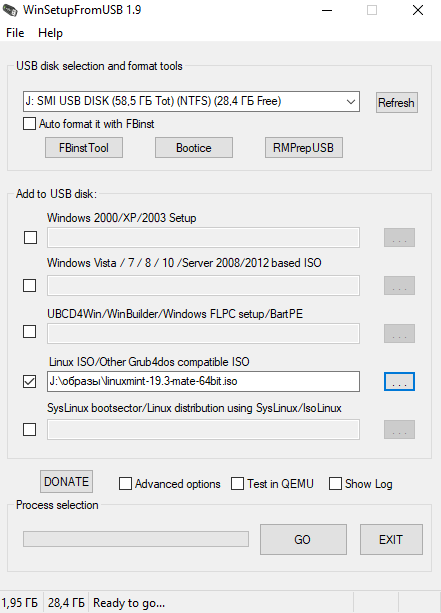 WinSetupFromUSB 1.9
File Help
USB disk selection and format tools
J: SMI USB DISK (58,5 ГБ Tot) (NTFS) (28,4 ГБ Free)
Refresh
Auto format it with FBinst
FBinstTool Bootice RMPrepUSB
Add to USB disk:
Windows 2000/XP/2003 Setup
...
Windows Vista / 7 / 8 / 10 /Server 2008/2012 based ISO
...
UBCD4Win/WinBuilder/Windows FLPC setup/BartPE
...
Linux ISO/Other Grub4dos compatible ISO
J:\образы\linuxmint-19.3-mate-64bit.iso
...
SysLinux bootsector/Linux distribution using SysLinux/IsoLinux
...
DONATE Advanced options Test in QEMU Show Log
Process selection
GO EXIT
1,95 ГБ 28,4 ГБ Ready to go...